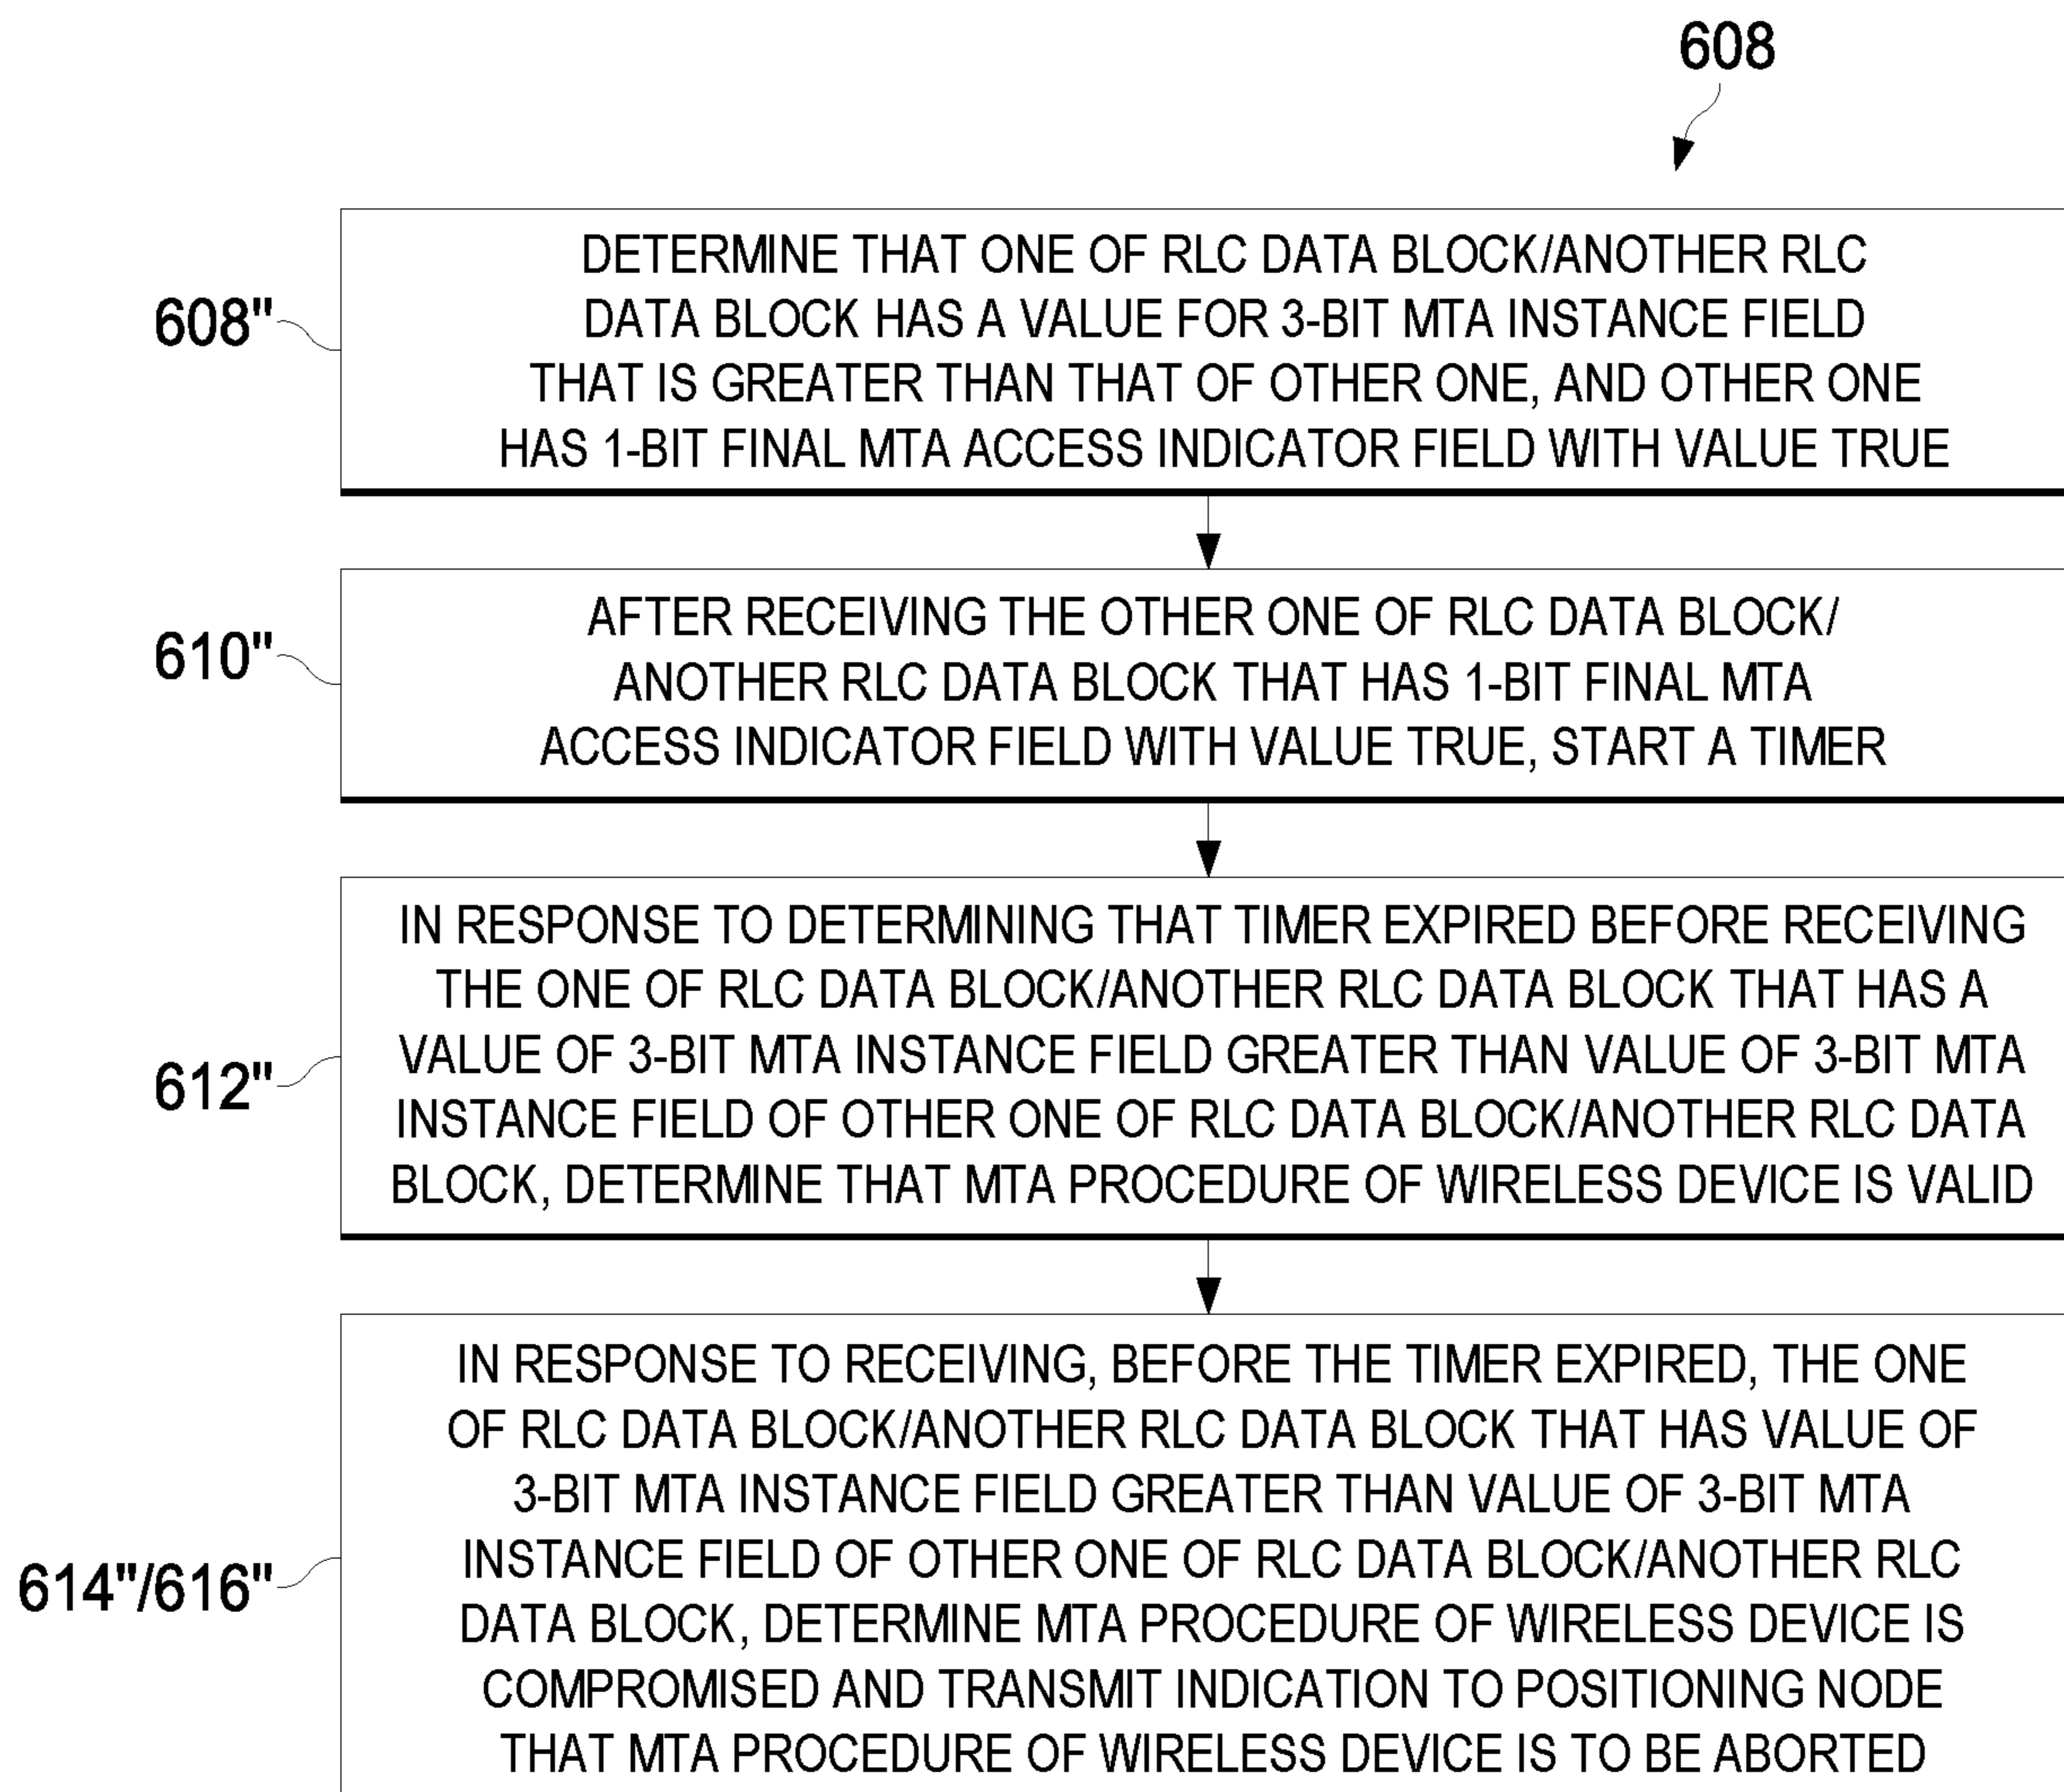 608
608"
DETERMINE THAT ONE OF RLC DATA BLOCK/ANOTHER RLC
DATA BLOCK HAS A VALUE FOR 3-BIT MTA INSTANCE FIELD
THAT IS GREATER THAN THAT OF OTHER ONE, AND OTHER ONE
HAS 1-BIT FINAL MTA ACCESS INDICATOR FIELD WITH VALUE TRUE
610"
AFTER RECEIVING THE OTHER ONE OF RLC DATA BLOCK/
ANOTHER RLC DATA BLOCK THAT HAS 1-BIT FINAL MTA
ACCESS INDICATOR FIELD WITH VALUE TRUE, START A TIMER
612"
IN RESPONSE TO DETERMINING THAT TIMER EXPIRED BEFORE RECEIVING
THE ONE OF RLC DATA BLOCK/ANOTHER RLC DATA BLOCK THAT HAS A
VALUE OF 3-BIT MTA INSTANCE FIELD GREATER THAN VALUE OF 3-BIT MTA
INSTANCE FIELD OF OTHER ONE OF RLC DATA BLOCK/ANOTHER RLC DATA
BLOCK, DETERMINE THAT MTA PROCEDURE OF WIRELESS DEVICE IS VALID
614"/616"
IN RESPONSE TO RECEIVING, BEFORE THE TIMER EXPIRED, THE ONE
OF RLC DATA BLOCK/ANOTHER RLC DATA BLOCK THAT HAS VALUE OF
3-BIT MTA INSTANCE FIELD GREATER THAN VALUE OF 3-BIT MTA
INSTANCE FIELD OF OTHER ONE OF RLC DATA BLOCK/ANOTHER RLC
DATA BLOCK, DETERMINE MTA PROCEDURE OF WIRELESS DEVICE IS
COMPROMISED AND TRANSMIT INDICATION TO POSITIONING NODE
THAT MTA PROCEDURE OF WIRELESS DEVICE IS TO BE ABORTED